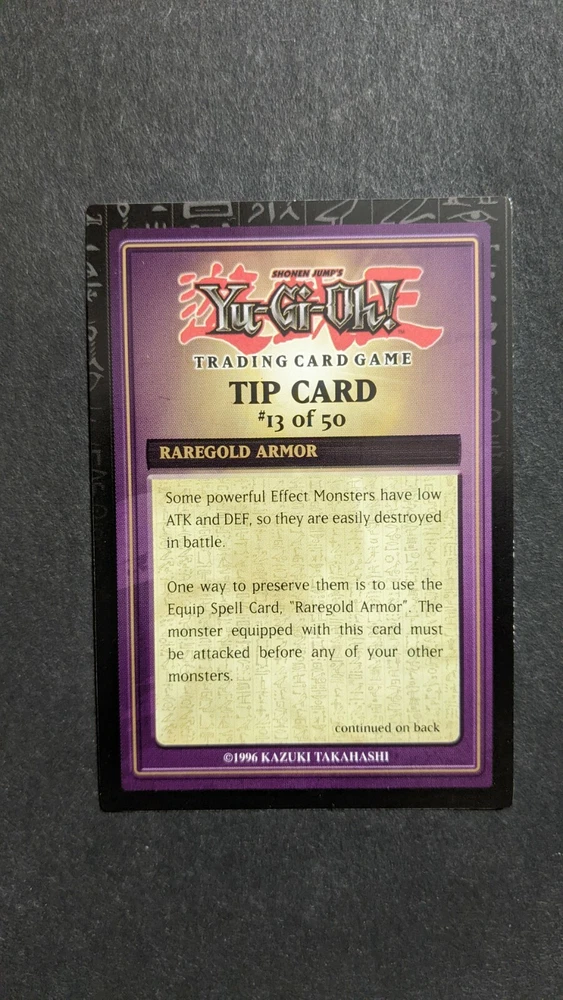 SHONEN JUMP'S
遊☆戯☆王
Yu-Gi-Oh!
TRADING CARD GAME
TIP CARD
#13 of 50
RAREGOLD ARMOR
Some powerful Effect Monsters have low
ATK and DEF, so they are easily destroyed
in battle.
One way to preserve them is to use the
Equip Spell Card, "Raregold Armor". The
monster equipped with this card must
be attacked before any of your other
monsters.
continued on back
©1996 KAZUKI TAKAHASHI